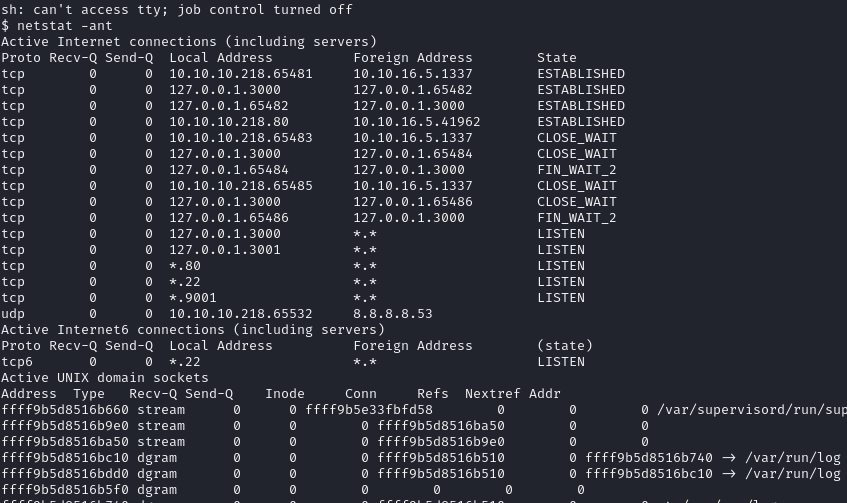 sh: can't access tty; job control turned off
$ netstat -ant
Active Internet connections (including servers)
Proto Recv-Q Send-Q  Local Address          Foreign Address        State
tcp        0      0  10.10.10.218.65481     10.10.16.5.1337        ESTABLISHED
tcp        0      0  127.0.0.1.3000         127.0.0.1.65482        ESTABLISHED
tcp        0      0  127.0.0.1.65482        127.0.0.1.3000         ESTABLISHED
tcp        0      0  10.10.10.218.80        10.10.16.5.41962       ESTABLISHED
tcp        0      0  10.10.10.218.65483     10.10.16.5.1337        CLOSE_WAIT
tcp        0      0  127.0.0.1.3000         127.0.0.1.65484        CLOSE_WAIT
tcp        0      0  127.0.0.1.65484        127.0.0.1.3000         FIN_WAIT_2
tcp        0      0  10.10.10.218.65485     10.10.16.5.1337        CLOSE_WAIT
tcp        0      0  127.0.0.1.3000         127.0.0.1.65486        CLOSE_WAIT
tcp        0      0  127.0.0.1.65486        127.0.0.1.3000         FIN_WAIT_2
tcp        0      0  127.0.0.1.3000         *.*                    LISTEN
tcp        0      0  127.0.0.1.3001         *.*                    LISTEN
tcp        0      0  *.80                   *.*                    LISTEN
tcp        0      0  *.22                   *.*                    LISTEN
tcp        0      0  *.9001                 *.*                    LISTEN
udp        0      0  10.10.10.218.65532     8.8.8.8.53
Active Internet6 connections (including servers)
Proto Recv-Q Send-Q  Local Address          Foreign Address        (state)
tcp6       0      0  *.22                   *.*                    LISTEN
Active UNIX domain sockets
Address  Type   Recv-Q Send-Q    Inode     Conn     Refs  Nextref Addr
ffff9b5d8516b660 stream      0      0 ffff9b5e33fbfd58        0        0        0 /var/supervisord/run/sup
ffff9b5d8516b9e0 stream      0      0        0 ffff9b5d8516ba50        0        0
ffff9b5d8516ba50 stream      0      0        0 ffff9b5d8516b9e0        0        0
ffff9b5d8516bc10 dgram       0      0        0 ffff9b5d8516b510        0 ffff9b5d8516b740 -> /var/run/log
ffff9b5d8516bdd0 dgram       0      0        0 ffff9b5d8516b510        0 ffff9b5d8516bc10 -> /var/run/log
ffff9b5d8516b5f0 dgram       0      0        0        0        0        0